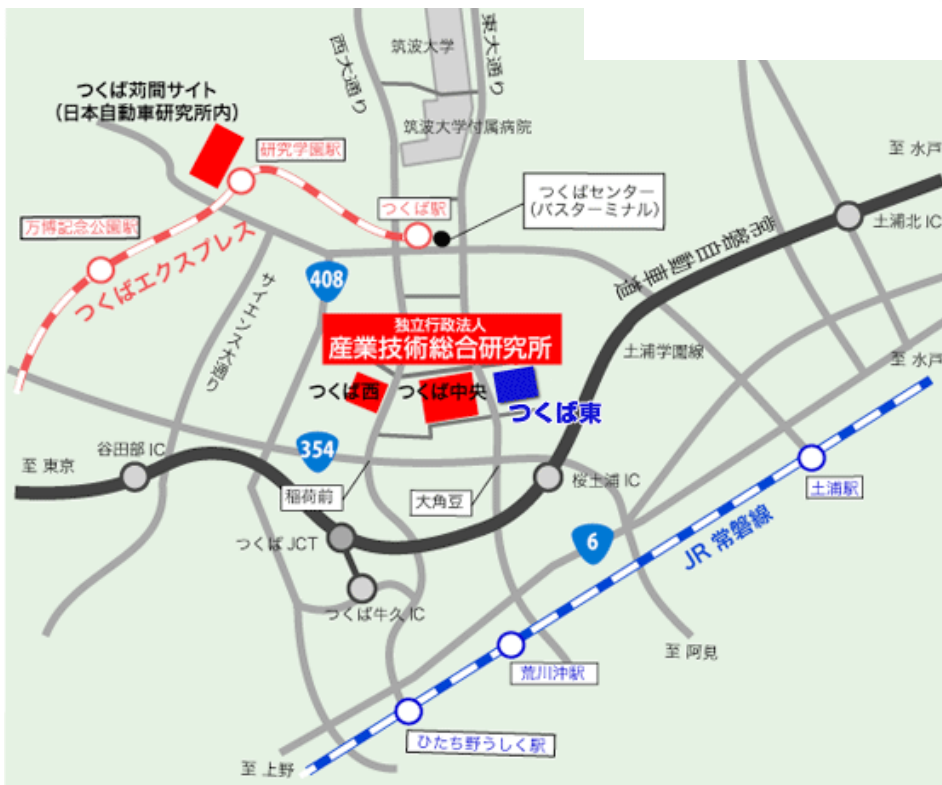 西大通り
筑波大学
東大通り
つくば苅間サイト
(日本自動車研究所内)
筑波大学付属病院
研究学園駅
至 水戸
つくばセンター
(バスターミナル)
つくば駅
万博記念公園駅
土浦北 IC
つくばエクスプレス
常磐自動車道
408
サイエンス大通り
独立行政法人
産業技術総合研究所
土浦学園線
至 水戸
つくば西
つくば中央
つくば東
谷田部 IC
354
至 東京
稲荷前
大角豆
桜土浦 IC
土浦駅
つくば JCT
6
JR 常磐線
つくば牛久 IC
至 阿見
荒川沖駅
ひたち野うしく駅
至 上野